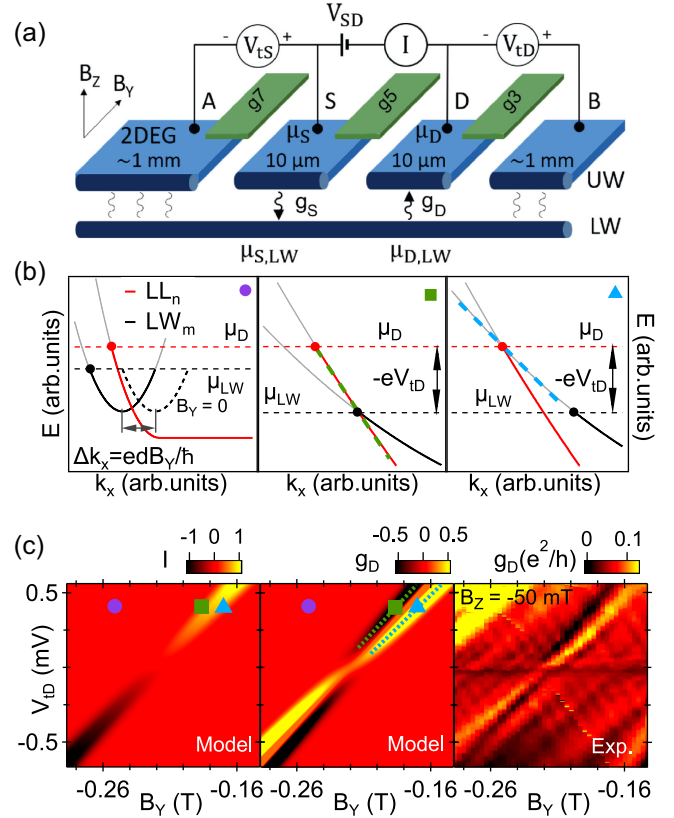 (a)
V_SD
- V_tS +
I
- V_tD +
B_Z
B_Y
A
g7
S
g5
D
g3
B
2DEG
~1 mm
μ_S
10 μm
μ_D
10 μm
~1 mm
UW
g_S
g_D
LW
μ_S,LW
μ_D,LW
(b)
E (arb.units)
LL_n
LW_m
μ_D
μ_LW
B_Y = 0
Δk_x=edB_Y/ħ
k_x (arb.units)
μ_D
μ_LW
-eV_tD
k_x (arb.units)
μ_D
μ_LW
-eV_tD
k_x (arb.units)
E (arb.units)
(c)
I
-1 0 1
g_D
-0.5 0 0.5
g_D(e²/h)
0 0.1
V_tD (mV)
0.5
0
-0.5
Model
Model
B_Z = -50 mT
Exp.
-0.26 -0.16
B_Y (T)
-0.26 -0.16
B_Y (T)
-0.26 -0.16
B_Y (T)